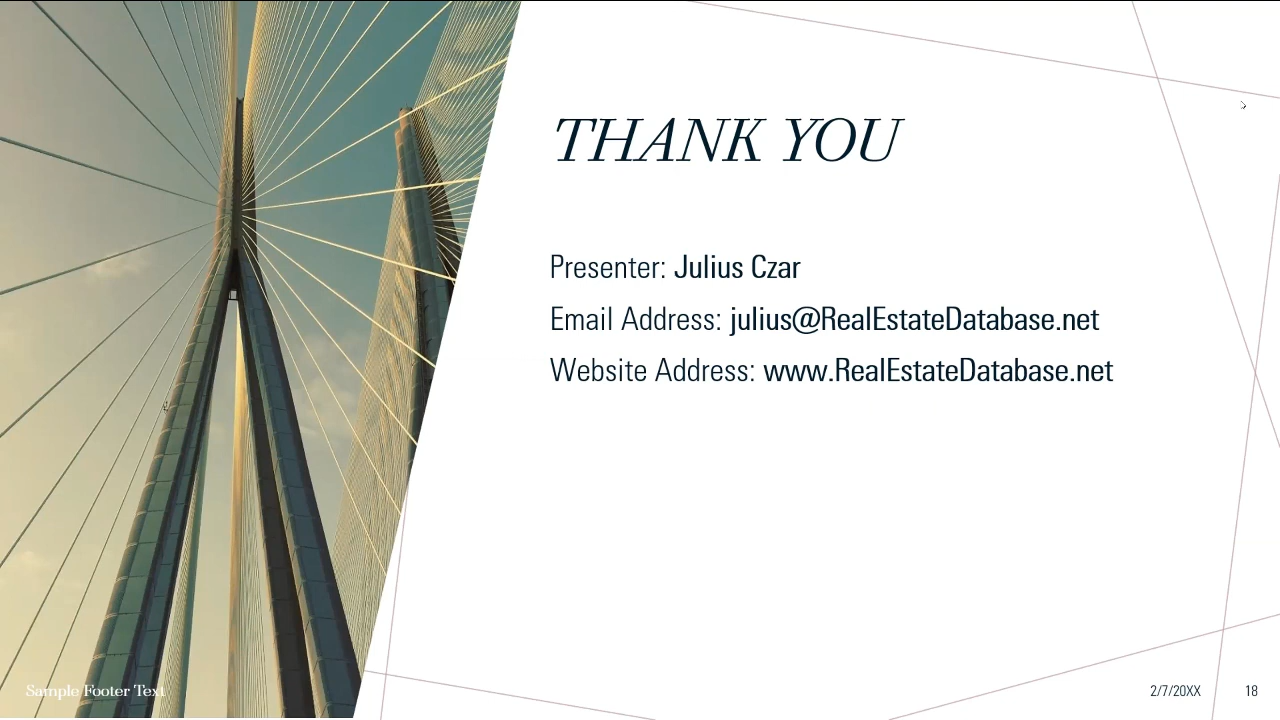 THANK YOU
Presenter: Julius Czar
Email Address: julius@RealEstateDatabase.net
Website Address: www.RealEstateDatabase.net
Sample Footer Text
2/7/20XX
18